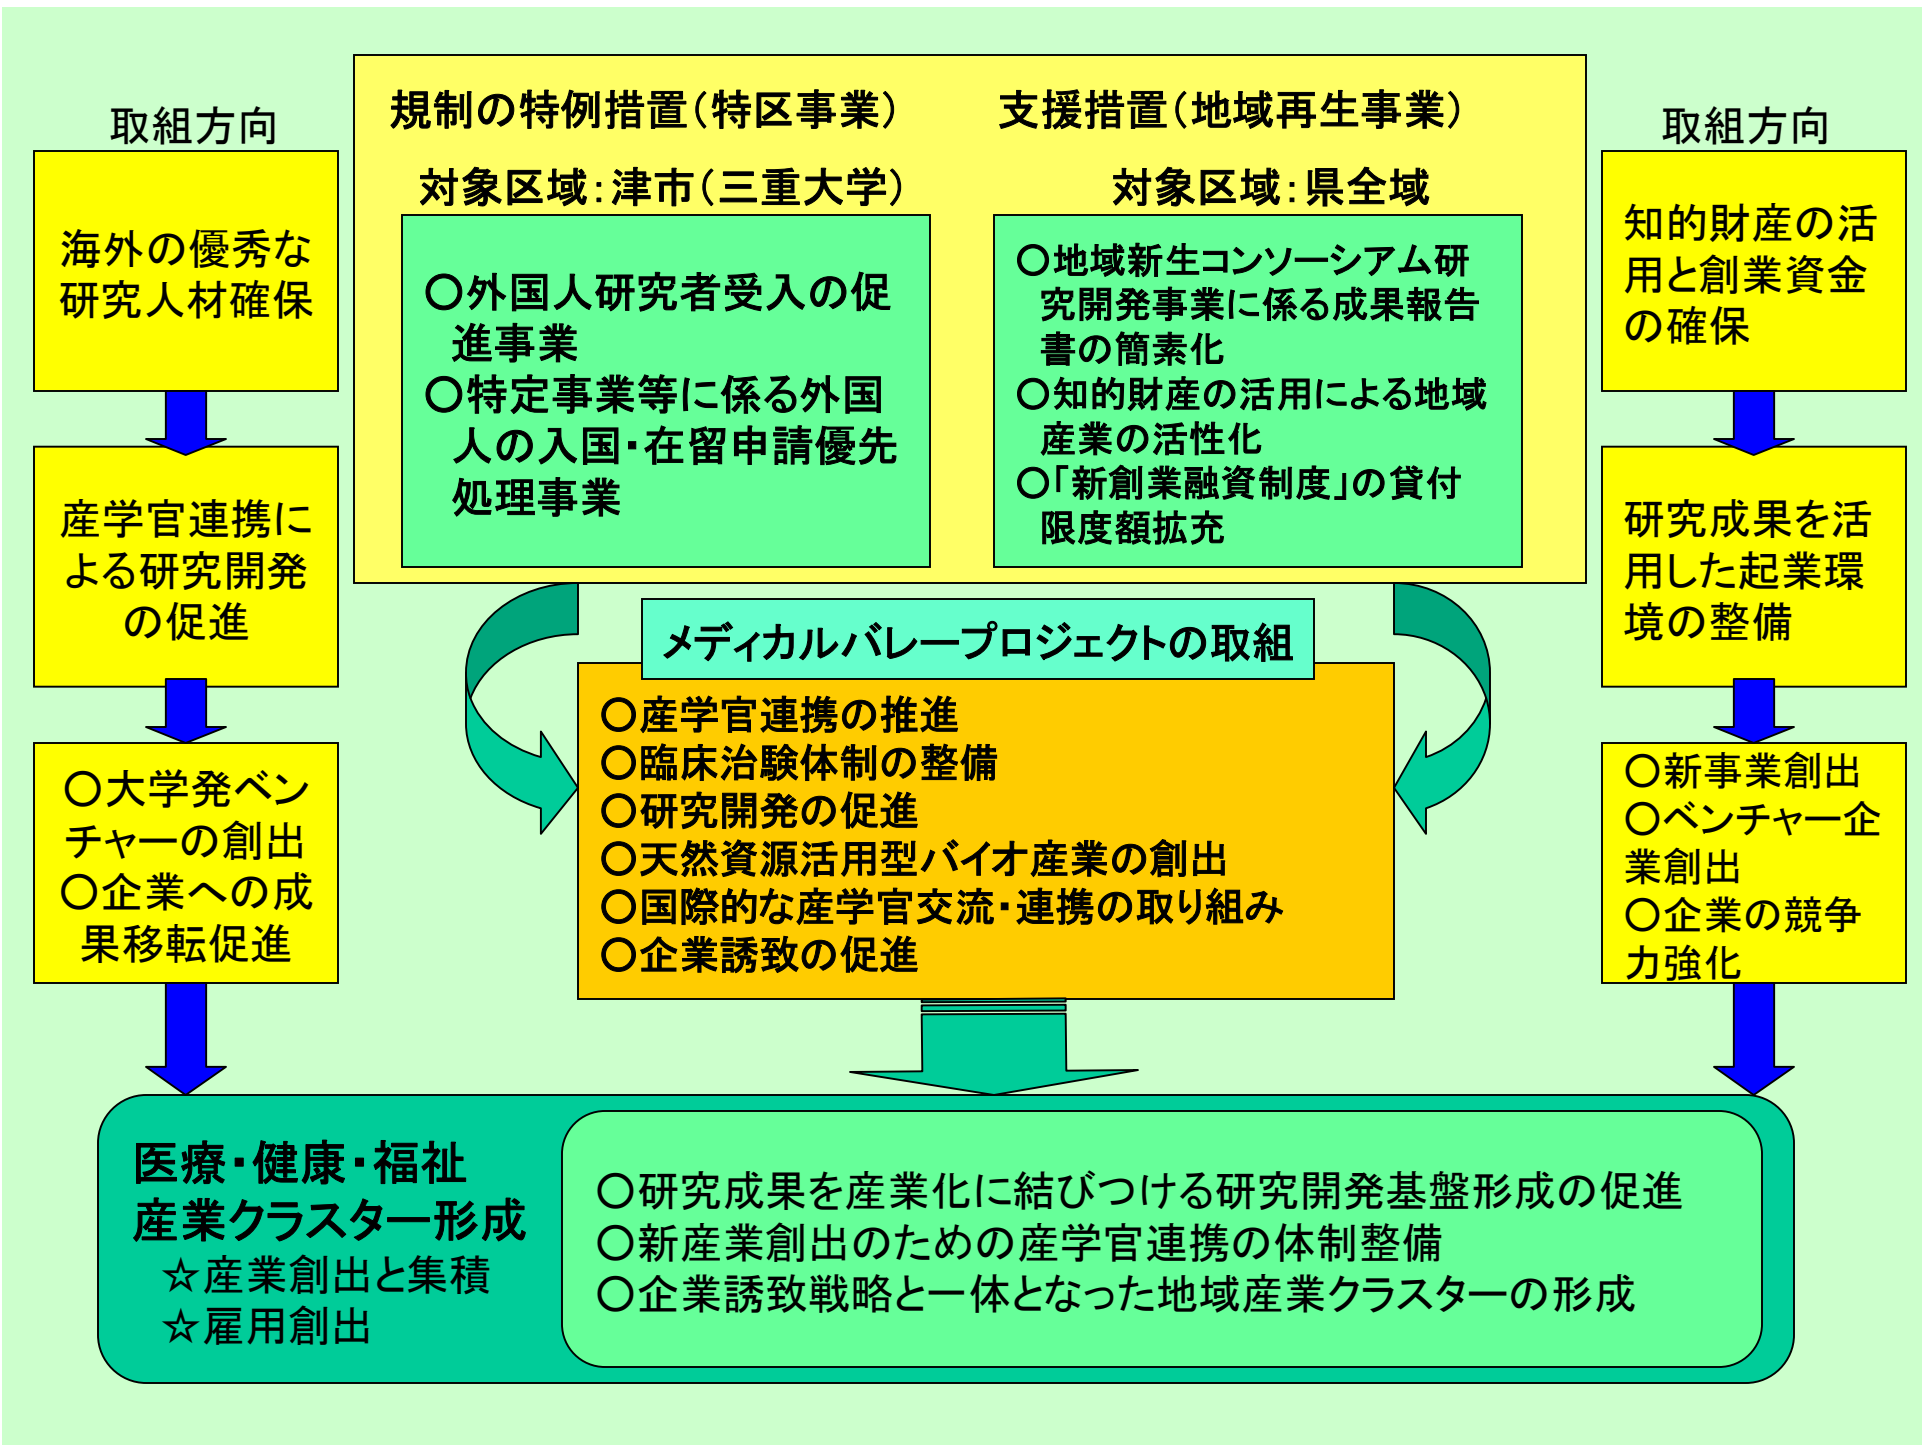 取組方向
海外の優秀な
研究人材確保
産学官連携に
よる研究開発
の促進
○大学発ベン
チャーの創出
○企業への成
果移転促進
規制の特例措置(特区事業)
対象区域:津市(三重大学)
○外国人研究者受入の促
進事業
○特定事業等に係る外国
人の入国・在留申請優先
処理事業
支援措置(地域再生事業)
対象区域:県全域
○地域新生コンソーシアム研
究開発事業に係る成果報告
書の簡素化
○知的財産の活用による地域
産業の活性化
○「新創業融資制度」の貸付
限度額拡充
メディカルバレープロジェクトの取組
○産学官連携の推進
○臨床治験体制の整備
○研究開発の促進
○天然資源活用型バイオ産業の創出
○国際的な産学官交流・連携の取り組み
○企業誘致の促進
取組方向
知的財産の活
用と創業資金
の確保
研究成果を活
用した起業環
境の整備
○新事業創出
○ベンチャー企
業創出
○企業の競争
力強化
医療・健康・福祉
産業クラスター形成
☆産業創出と集積
☆雇用創出
○研究成果を産業化に結びつける研究開発基盤形成の促進
○新産業創出のための産学官連携の体制整備
○企業誘致戦略と一体となった地域産業クラスターの形成